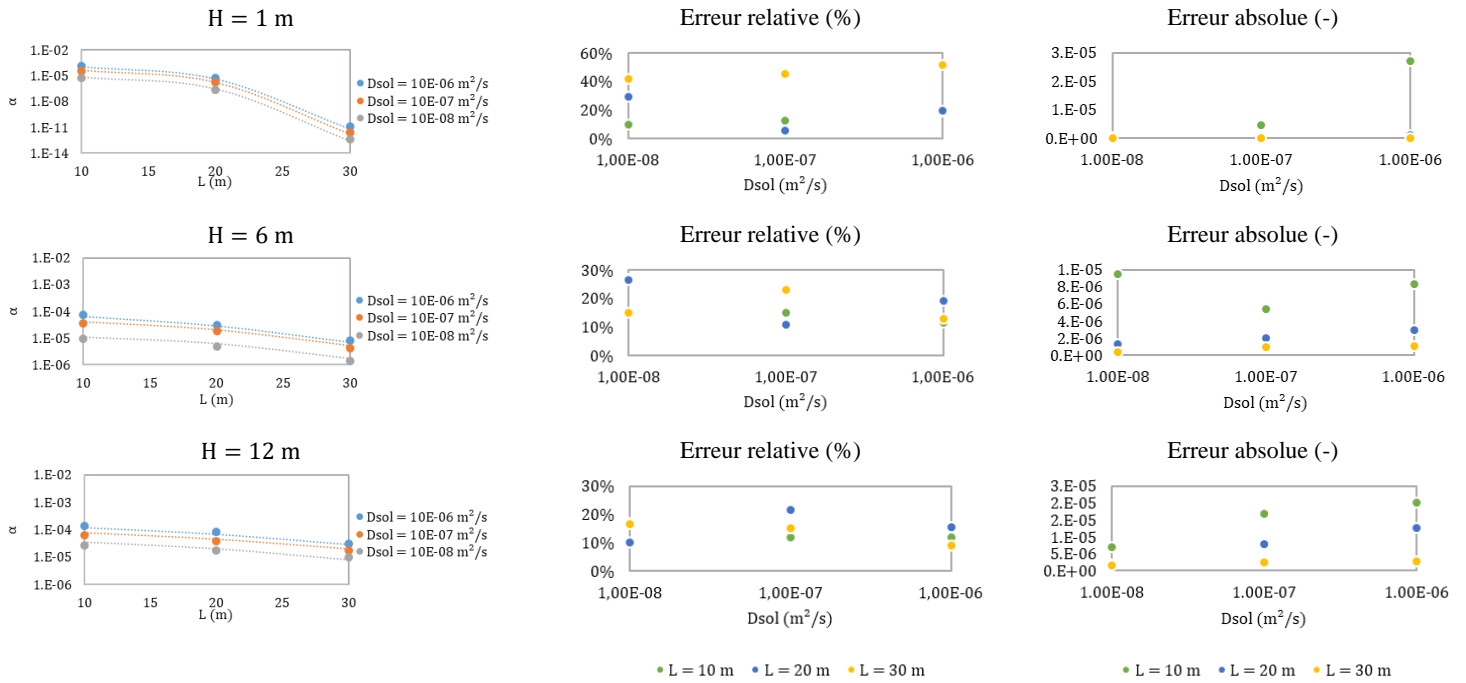 H = 1 m
Erreur relative (%)
Erreur absolue (-)
1.E-02
1.E-05
1.E-08
1.E-11
1.E-14
α
10 15 20 25 30
L (m)
Dsol = 10E-06 m²/s
Dsol = 10E-07 m²/s
Dsol = 10E-08 m²/s
60%
40%
20%
0%
1,00E-08 1,00E-07 1,00E-06
Dsol (m²/s)
3.E-05
2.E-05
1.E-05
0.E+00
1.00E-08 1.00E-07 1.00E-06
Dsol (m²/s)
H = 6 m
Erreur relative (%)
Erreur absolue (-)
1.E-02
1.E-03
1.E-04
1.E-05
1.E-06
α
10 15 20 25 30
L (m)
Dsol = 10E-06 m²/s
Dsol = 10E-07 m²/s
Dsol = 10E-08 m²/s
30%
20%
10%
0%
1,00E-08 1,00E-07 1,00E-06
Dsol (m²/s)
1.E-05
8.E-06
6.E-06
4.E-06
2.E-06
0.E+00
1.00E-08 1.00E-07 1.00E-06
Dsol (m²/s)
H = 12 m
Erreur relative (%)
Erreur absolue (-)
1.E-02
1.E-03
1.E-04
1.E-05
1.E-06
α
10 15 20 25 30
L (m)
Dsol = 10E-06 m²/s
Dsol = 10E-07 m²/s
Dsol = 10E-08 m²/s
30%
20%
10%
0%
1,00E-08 1,00E-07 1,00E-06
Dsol (m²/s)
3.E-05
2.E-05
2.E-05
1.E-05
5.E-06
0.E+00
1.00E-08 1.00E-07 1.00E-06
Dsol (m²/s)
L = 10 m L = 20 m L = 30 m
L = 10 m L = 20 m L = 30 m